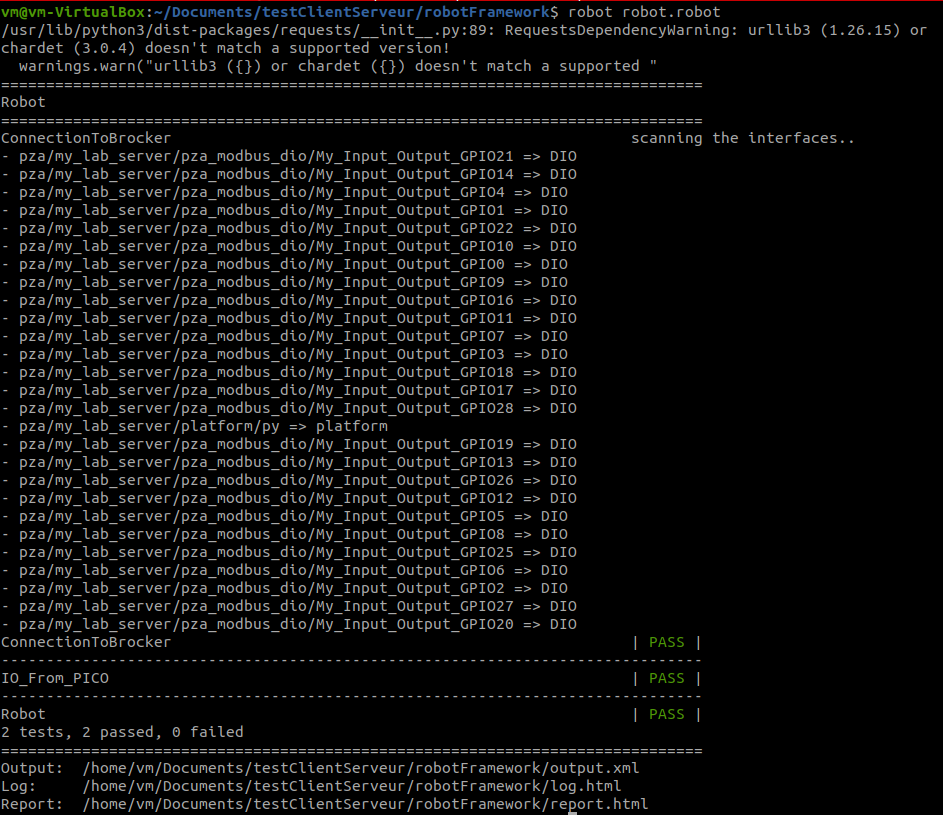 vm@vm-VirtualBox:~/Documents/testClientServeur/robotFramework$ robot robot.robot
/usr/lib/python3/dist-packages/requests/__init__.py:89: RequestsDependencyWarning: urllib3 (1.26.15) or
chardet (3.0.4) doesn't match a supported version!
  warnings.warn("urllib3 ({}) or chardet ({}) doesn't match a supported "
==============================================================================
Robot
==============================================================================
ConnectionToBrocker                                                   scanning the interfaces..
- pza/my_lab_server/pza_modbus_dio/My_Input_Output_GPIO21 => DIO
- pza/my_lab_server/pza_modbus_dio/My_Input_Output_GPIO14 => DIO
- pza/my_lab_server/pza_modbus_dio/My_Input_Output_GPIO4 => DIO
- pza/my_lab_server/pza_modbus_dio/My_Input_Output_GPIO1 => DIO
- pza/my_lab_server/pza_modbus_dio/My_Input_Output_GPIO22 => DIO
- pza/my_lab_server/pza_modbus_dio/My_Input_Output_GPIO10 => DIO
- pza/my_lab_server/pza_modbus_dio/My_Input_Output_GPIO0 => DIO
- pza/my_lab_server/pza_modbus_dio/My_Input_Output_GPIO9 => DIO
- pza/my_lab_server/pza_modbus_dio/My_Input_Output_GPIO16 => DIO
- pza/my_lab_server/pza_modbus_dio/My_Input_Output_GPIO11 => DIO
- pza/my_lab_server/pza_modbus_dio/My_Input_Output_GPIO7 => DIO
- pza/my_lab_server/pza_modbus_dio/My_Input_Output_GPIO3 => DIO
- pza/my_lab_server/pza_modbus_dio/My_Input_Output_GPIO18 => DIO
- pza/my_lab_server/pza_modbus_dio/My_Input_Output_GPIO17 => DIO
- pza/my_lab_server/pza_modbus_dio/My_Input_Output_GPIO28 => DIO
- pza/my_lab_server/platform/py => platform
- pza/my_lab_server/pza_modbus_dio/My_Input_Output_GPIO19 => DIO
- pza/my_lab_server/pza_modbus_dio/My_Input_Output_GPIO13 => DIO
- pza/my_lab_server/pza_modbus_dio/My_Input_Output_GPIO26 => DIO
- pza/my_lab_server/pza_modbus_dio/My_Input_Output_GPIO12 => DIO
- pza/my_lab_server/pza_modbus_dio/My_Input_Output_GPIO5 => DIO
- pza/my_lab_server/pza_modbus_dio/My_Input_Output_GPIO8 => DIO
- pza/my_lab_server/pza_modbus_dio/My_Input_Output_GPIO25 => DIO
- pza/my_lab_server/pza_modbus_dio/My_Input_Output_GPIO6 => DIO
- pza/my_lab_server/pza_modbus_dio/My_Input_Output_GPIO2 => DIO
- pza/my_lab_server/pza_modbus_dio/My_Input_Output_GPIO27 => DIO
- pza/my_lab_server/pza_modbus_dio/My_Input_Output_GPIO20 => DIO
ConnectionToBrocker                                                   | PASS |
------------------------------------------------------------------------------
IO_From_PICO                                                          | PASS |
------------------------------------------------------------------------------
Robot                                                                 | PASS |
2 tests, 2 passed, 0 failed
==============================================================================
Output:  /home/vm/Documents/testClientServeur/robotFramework/output.xml
Log:     /home/vm/Documents/testClientServeur/robotFramework/log.html
Report:  /home/vm/Documents/testClientServeur/robotFramework/report.html